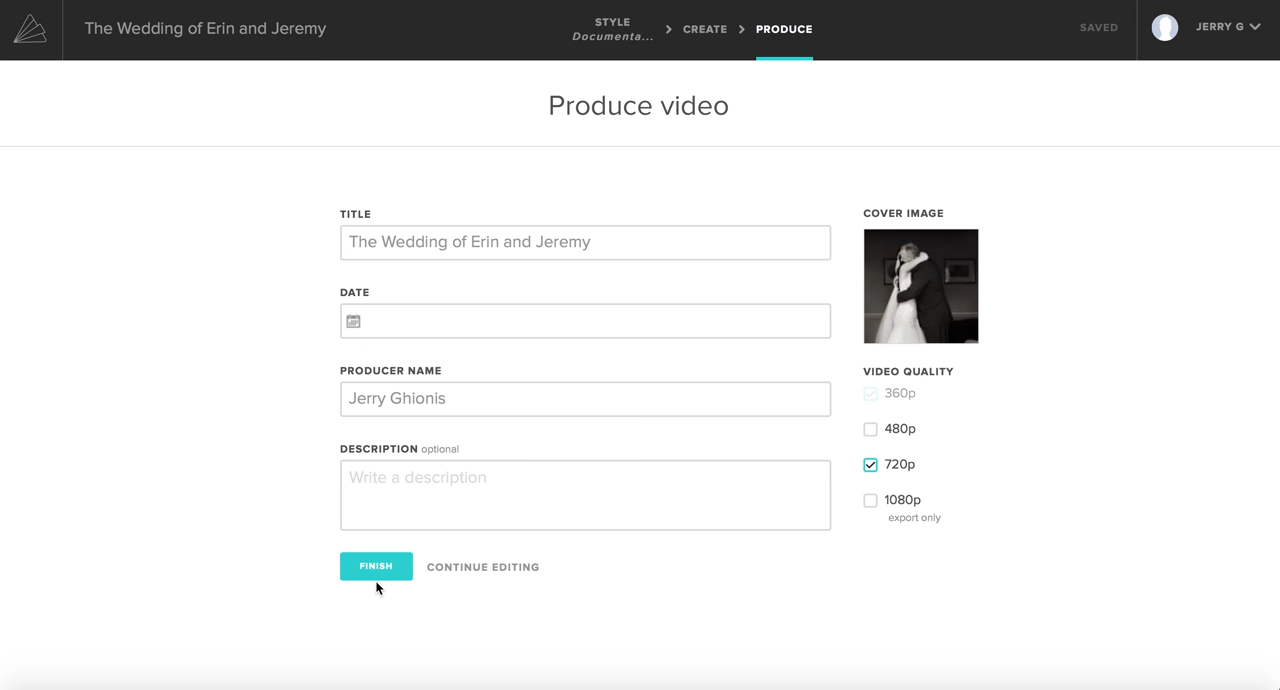 The Wedding of Erin and Jeremy
STYLE
Documenta...
CREATE
PRODUCE
SAVED
JERRY G
Produce video
TITLE
The Wedding of Erin and Jeremy
DATE
PRODUCER NAME
Jerry Ghionis
DESCRIPTION optional
Write a description
FINISH
CONTINUE EDITING
COVER IMAGE
VIDEO QUALITY
360p
480p
720p
1080p
export only